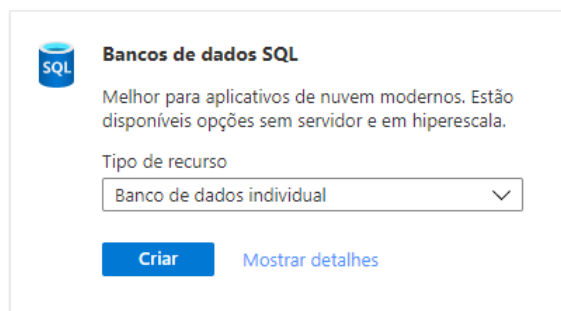 SQL
Bancos de dados SQL
Melhor para aplicativos de nuvem modernos. Estão
disponíveis opções sem servidor e em hiperescala.
Tipo de recurso
Banco de dados individual
Criar Mostrar detalhes